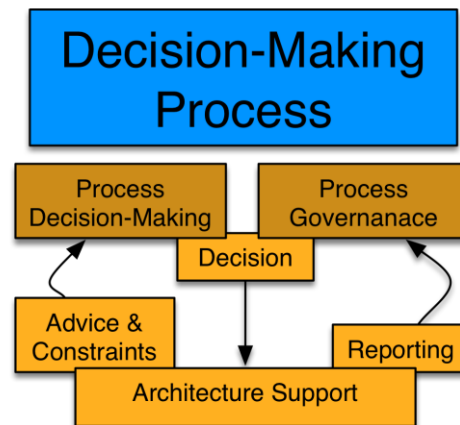 Decision-Making
Process
Process
Decision-Making
Process
Governanace
Decision
Advice &
Constraints
Reporting
Architecture Support